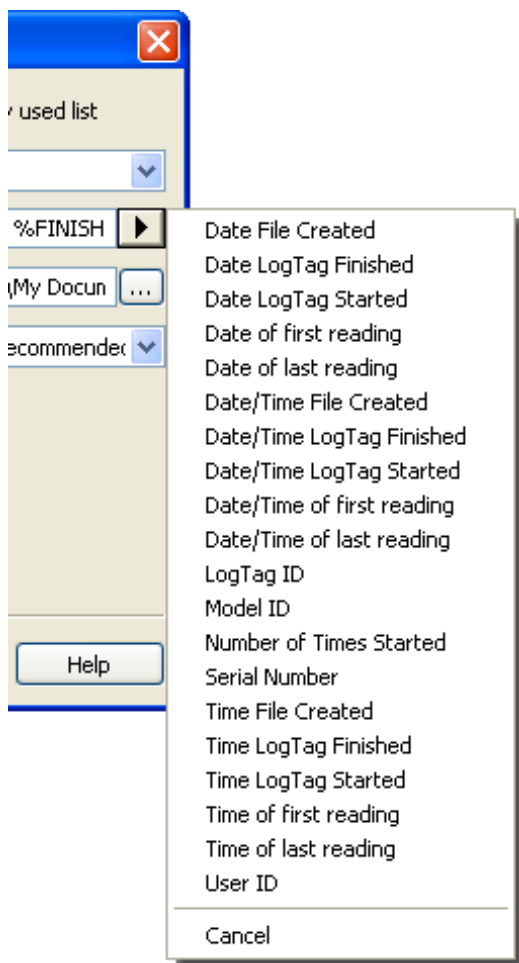 used list
%FINISH
\My Docun
...
ecommended
Date File Created
Date LogTag Finished
Date LogTag Started
Date of first reading
Date of last reading
Date/Time File Created
Date/Time LogTag Finished
Date/Time LogTag Started
Date/Time of first reading
Date/Time of last reading
LogTag ID
Model ID
Number of Times Started
Help
Serial Number
Time File Created
Time LogTag Finished
Time LogTag Started
Time of first reading
Time of last reading
User ID
Cancel